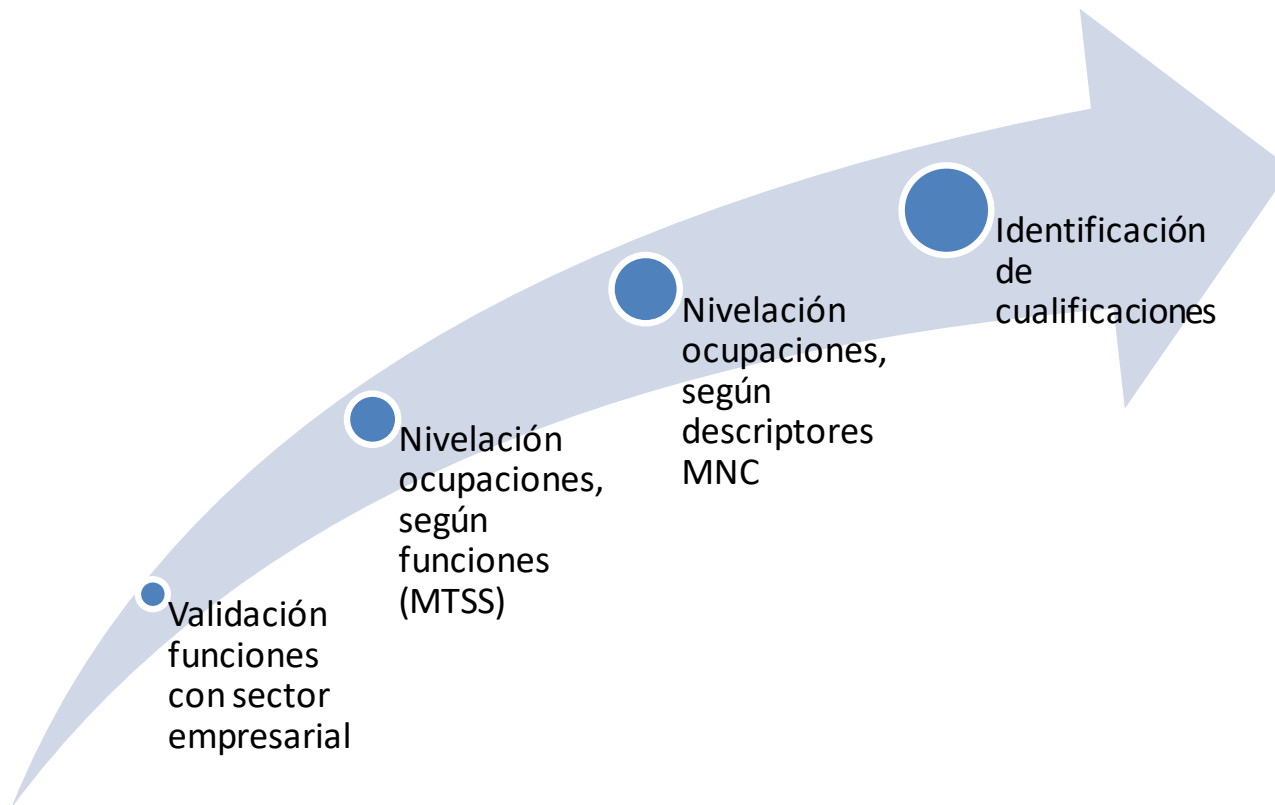 Validación
funciones
con sector
empresarial
Nivelación
ocupaciones,
según
funciones
(MTSS)
Nivelación
ocupaciones,
según
descriptores
MNC
Identificación
de
cualificaciones